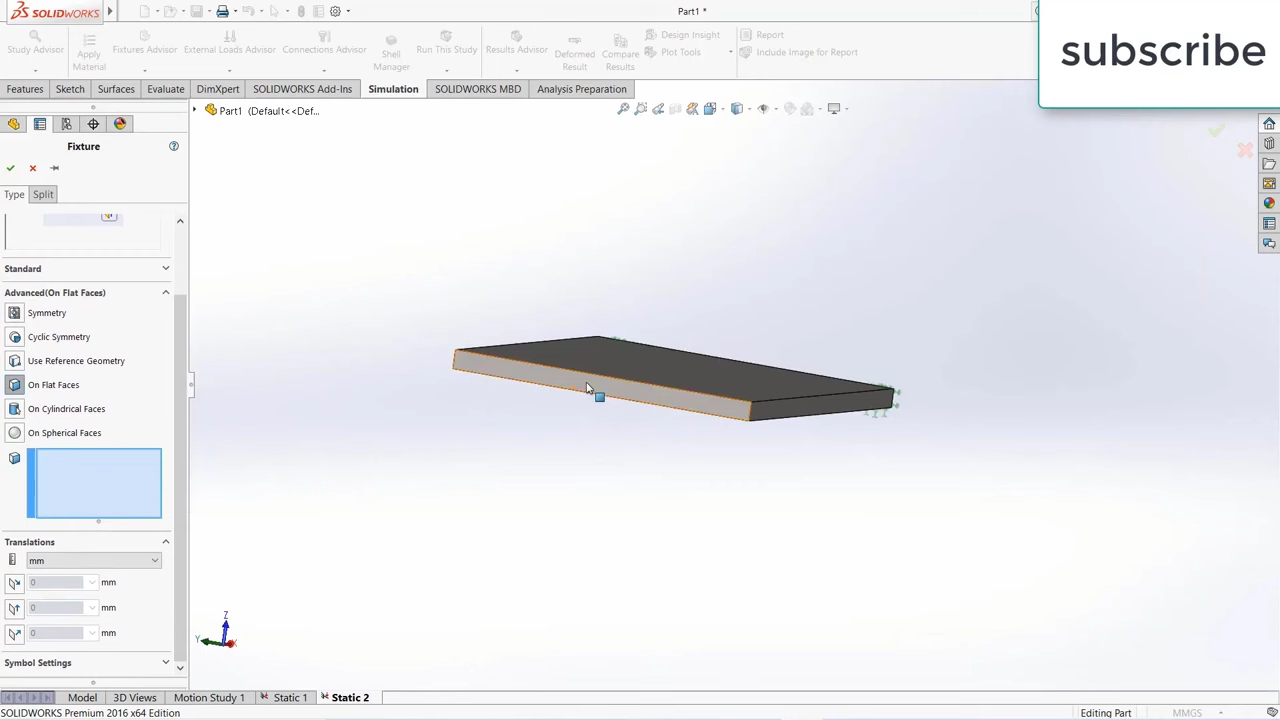 SOLIDWORKS
Part1 *
subscribe
Study Advisor
Apply Material
Fixtures Advisor
External Loads Advisor
Connections Advisor
Shell Manager
Run This Study
Results Advisor
Deformed Result
Compare Results
Design Insight
Plot Tools
Report
Include Image for Report
Features
Sketch
Surfaces
Evaluate
DimXpert
SOLIDWORKS Add-Ins
Simulation
SOLIDWORKS MBD
Analysis Preparation
Part1 (Default<<Def...
Fixture
Type
Split
Standard
Advanced(On Flat Faces)
Symmetry
Cyclic Symmetry
Use Reference Geometry
On Flat Faces
On Cylindrical Faces
On Spherical Faces
Translations
mm
0 mm
0 mm
0 mm
Symbol Settings
Z
Y
X
Model
3D Views
Motion Study 1
Static 1
Static 2
SOLIDWORKS Premium 2016 x64 Edition
Editing Part
MMGS